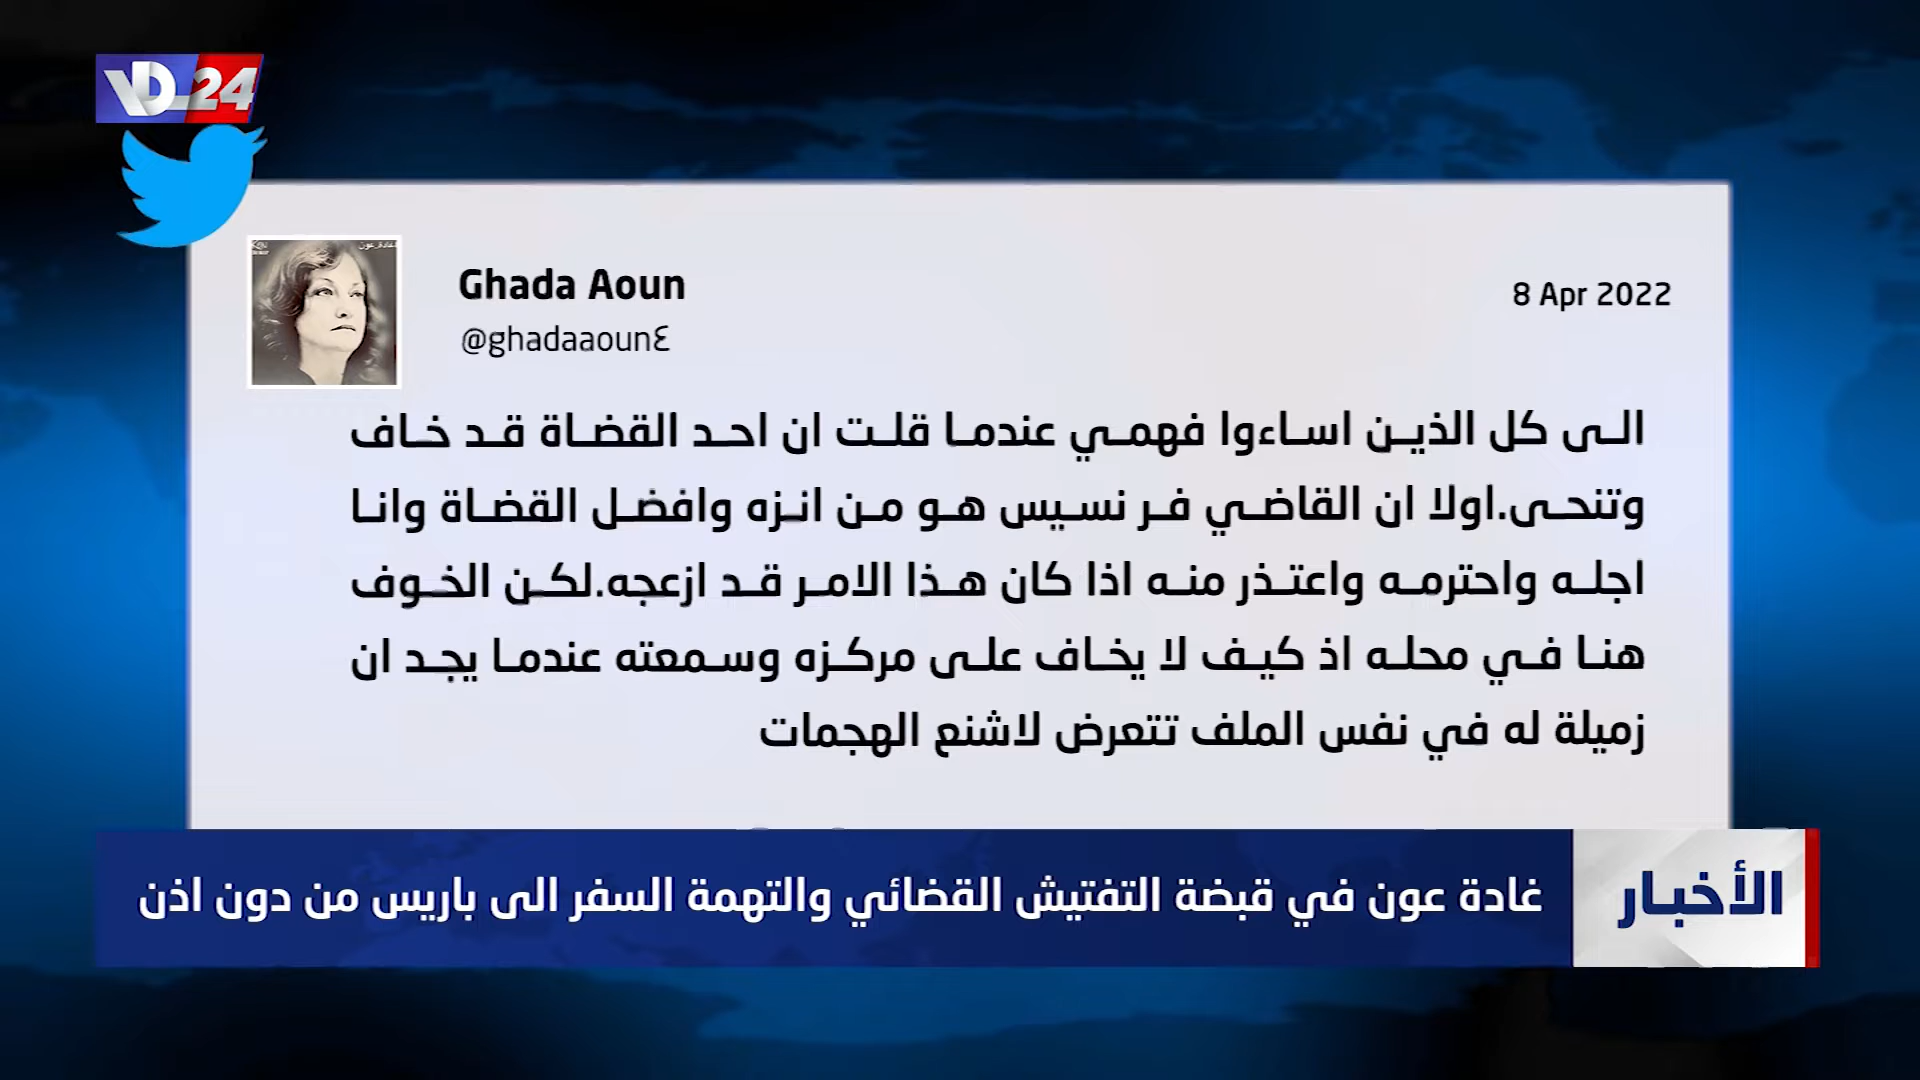 VDL24
Ghada Aoun
8 Apr 2022
@ghadaaoun٤
الى كل الذين اساءوا فهمي عندما قلت ان احد القضاة قد خاف
وتنحى.اولا ان القاضي فر نسيس هو من انزه وافضل القضاة وانا
اجله واحترمه واعتذر منه اذا كان هذا الامر قد ازعجه.لكن الخوف
هنا في محله اذ كيف لا يخاف على مركزه وسمعته عندما يجد ان
زميلة له في نفس الملف تتعرض لاشنع الهجمات
الأخبار
غادة عون في قبضة التفتيش القضائي والتهمة السفر الى باريس من دون اذن